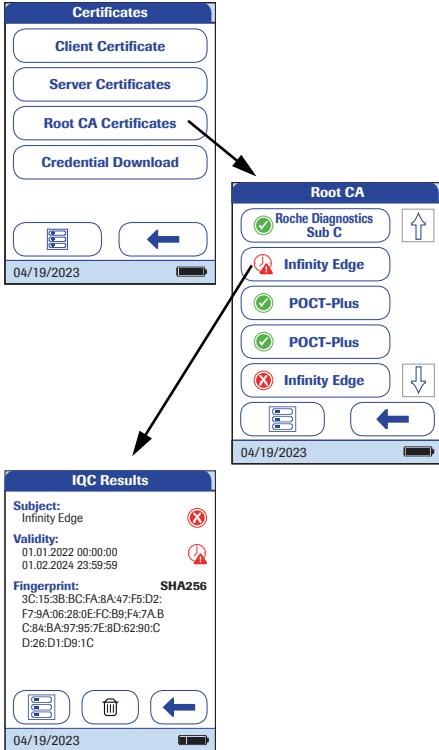 Certificates
Client Certificate
Server Certificates
Root CA Certificates
Credential Download
04/19/2023
Root CA
Roche Diagnostics
Sub C
Infinity Edge
POCT-Plus
POCT-Plus
Infinity Edge
04/19/2023
IQC Results
Subject:
Infinity Edge
Validity:
01.01.2022 00:00:00
01.02.2024 23:59:59
Fingerprint: SHA256
3C:15:3B:BC:FA:8A:47:F5:D2:
F7:9A:06:28:0E:FC:B9;F4:7A.B
C:84:BA:97:95:7E:8D:62:90:C
D:26:D1:D9:1C
04/19/2023